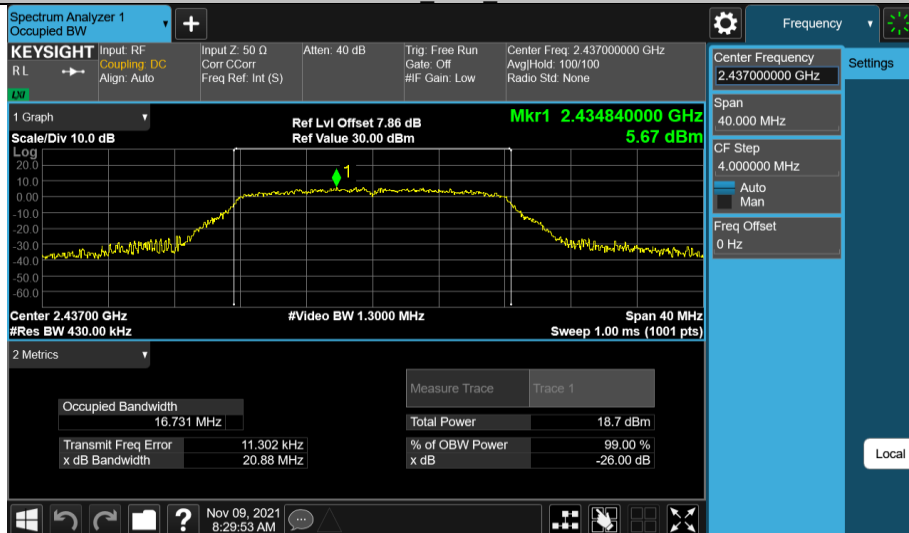 Spectrum Analyzer 1
Occupied BW
+
Frequency
KEYSIGHT
R L
LXI
Input: RF
Coupling: DC
Align: Auto
Input Z: 50 Ω
Corr CCorr
Freq Ref: Int (S)
Atten: 40 dB
Trig: Free Run
Gate: Off
#IF Gain: Low
Center Freq: 2.437000000 GHz
Avg|Hold: 100/100
Radio Std: None
Center Frequency
2.437000000 GHz
Settings
Span
40.000 MHz
CF Step
4.000000 MHz
Auto
Man
Freq Offset
0 Hz
1 Graph
Scale/Div 10.0 dB
Ref Lvl Offset 7.86 dB
Ref Value 30.00 dBm
Mkr1 2.434840000 GHz
5.67 dBm
Log
20.0
10.0
0.00
-10.0
-20.0
-30.0
-40.0
-50.0
-60.0
1
Center 2.43700 GHz
#Res BW 430.00 kHz
#Video BW 1.3000 MHz
Span 40 MHz
Sweep 1.00 ms (1001 pts)
2 Metrics
Measure Trace
Trace 1
Occupied Bandwidth
16.731 MHz
Total Power
18.7 dBm
Transmit Freq Error
11.302 kHz
% of OBW Power
99.00 %
x dB Bandwidth
20.88 MHz
x dB
-26.00 dB
Local
?
Nov 09, 2021
8:29:53 AM